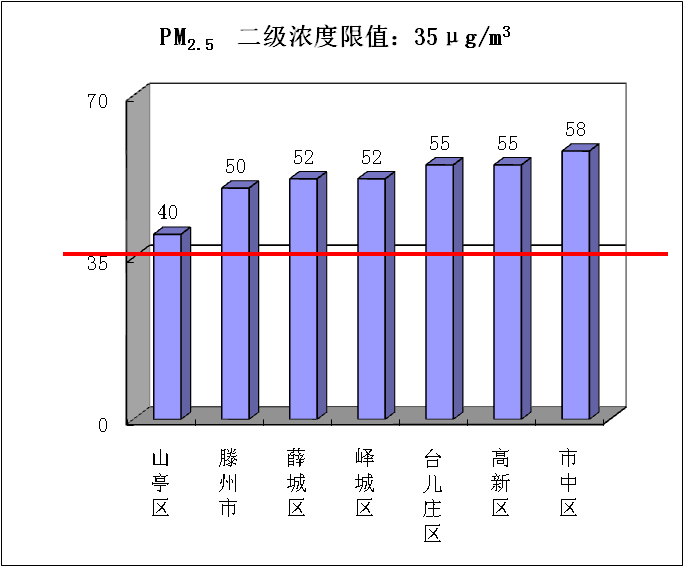 PM2.5 二级浓度限值：35μg/m³
70
58
55
55
52
52
50
40
35
0
山亭区
滕州市
薛城区
峄城区
台儿庄区
高新区
市中区